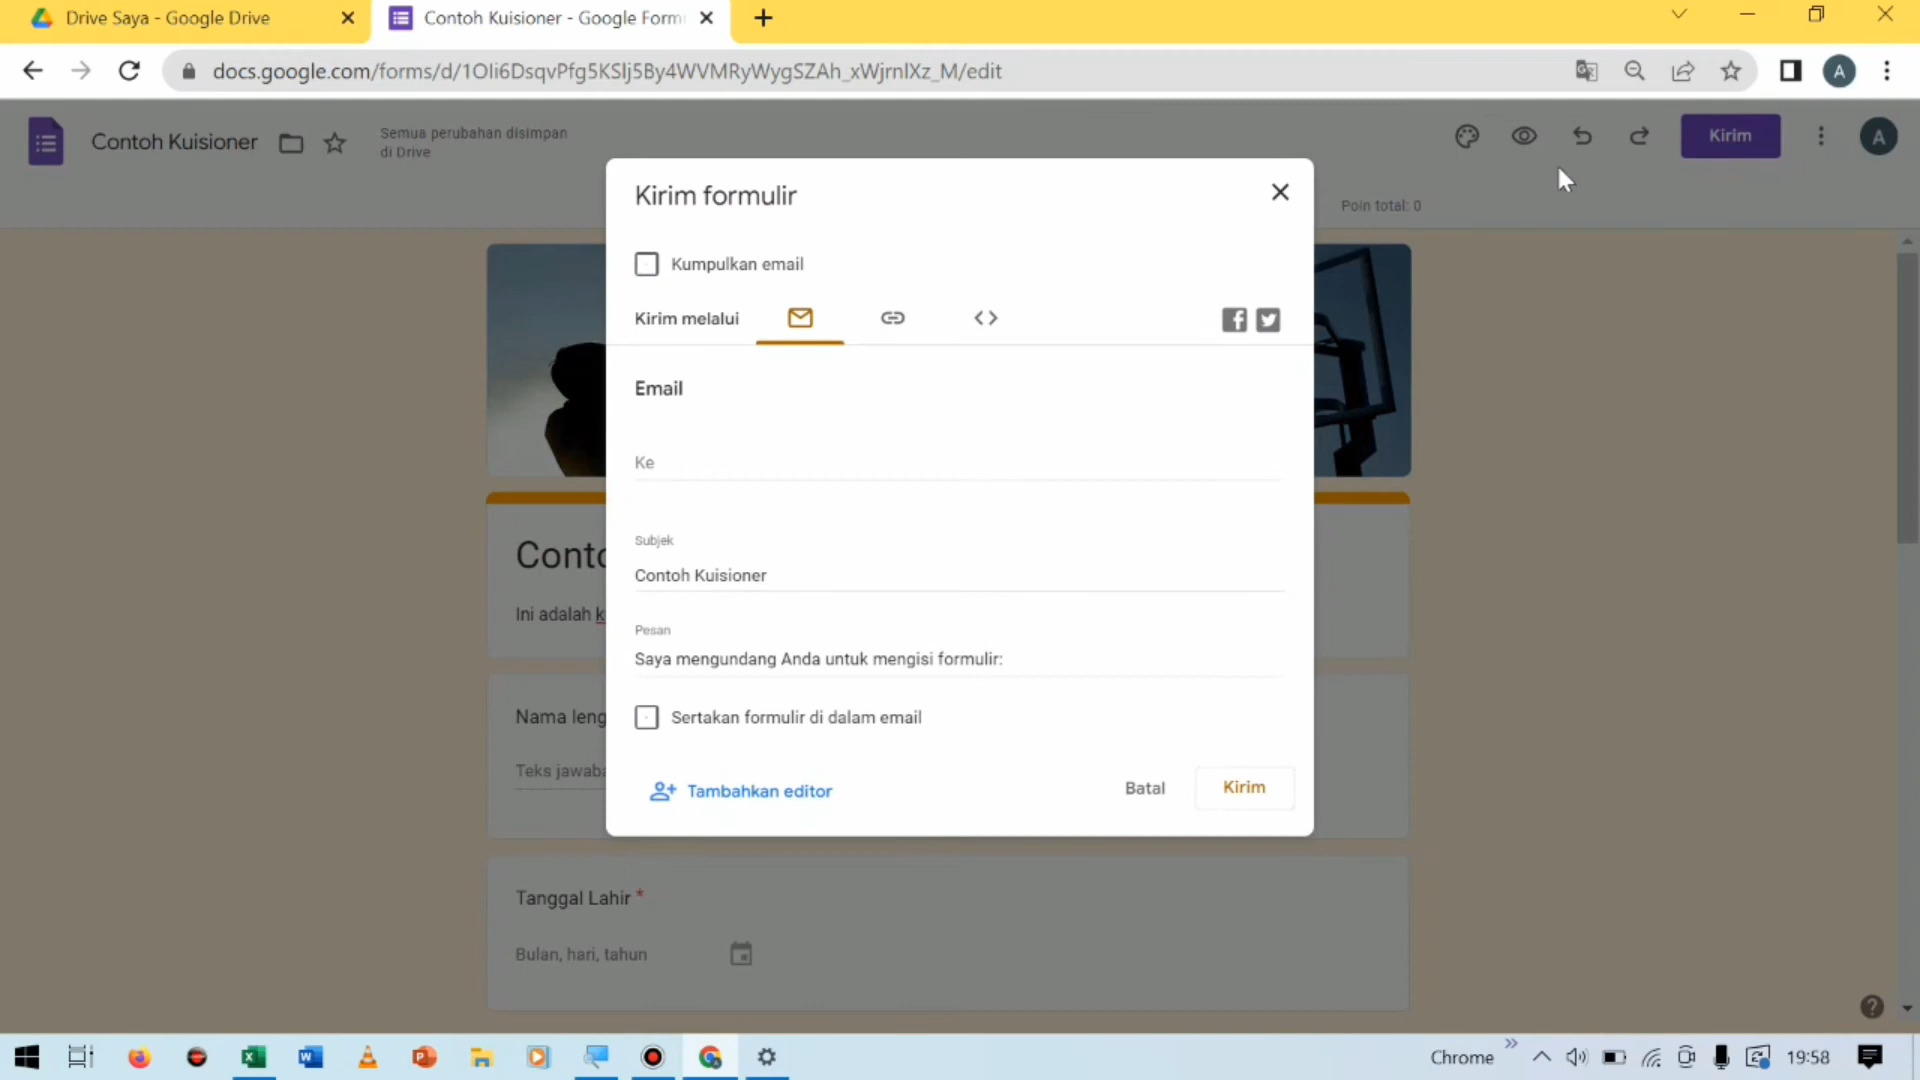 Drive Saya - Google Drive
Contoh Kuisioner - Google Form
docs.google.com/forms/d/1Oli6DsqvPfg5KSlj5By4WVMRyWygSZAh_xWjrnlXz_M/edit
A
Contoh Kuisioner
Semua perubahan disimpan
di Drive
Kirim
A
Poin total: 0
Kirim formulir
Kumpulkan email
Kirim melalui
Email
Ke
Subjek
Contoh Kuisioner
Pesan
Saya mengundang Anda untuk mengisi formulir:
Sertakan formulir di dalam email
Tambahkan editor
Batal
Kirim
Conto
Ini adalah k
Nama leng
Teks jawaba
Tanggal Lahir *
Bulan, hari, tahun
Chrome
19:58